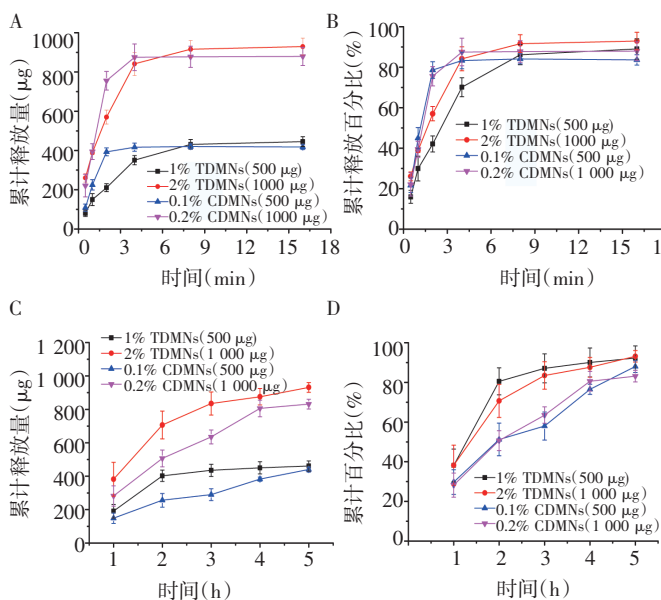 A
累计释放量(μg)
1000
800
600
400
200
0
0 3 6 9 12 15 18
时间(min)
1% TDMNs(500 μg)
2% TDMNs(1000 μg)
0.1% CDMNs(500 μg)
0.2% CDMNs(1000 μg)
B
累计释放百分比(%)
100
80
60
40
20
0
0 3 6 9 12 15 18
时间(min)
1% TDMNs(500 μg)
2% TDMNs(1000 μg)
0.1% CDMNs(500 μg)
0.2% CDMNs(1 000 μg)
C
累计释放量(μg)
1 200
1 000
800
600
400
200
0
1 2 3 4 5
时间(h)
1% TDMNs(500 μg)
2% TDMNs(1 000 μg)
0.1% CDMNs(500 μg)
0.2% CDMNs(1 000 μg)
D
累计百分比(%)
100
80
60
40
20
0
1 2 3 4 5
时间(h)
1% TDMNs(500 μg)
2% TDMNs(1 000 μg)
0.1% CDMNs(500 μg)
0.2% CDMNs(1 000 μg)